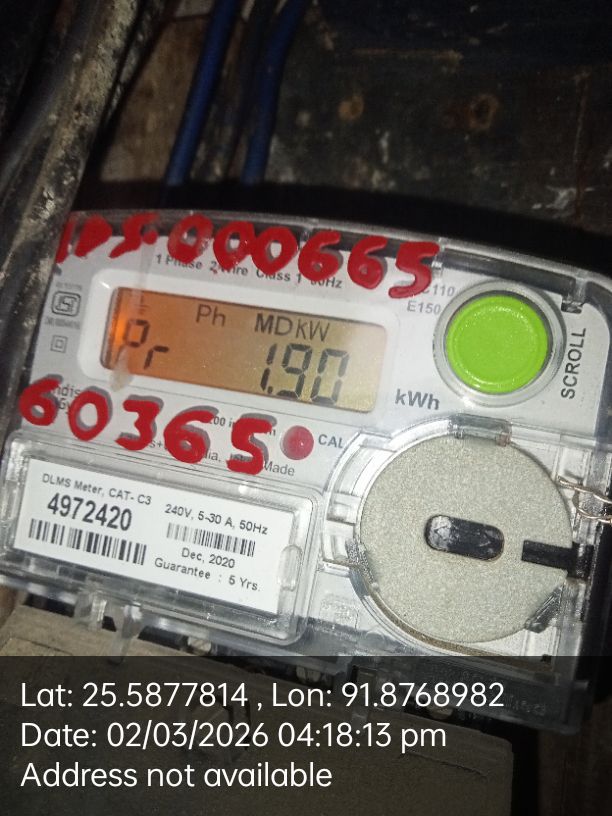 IDS.000665
1 Phase 2 Wire Class 1 50Hz
E150
Ph MDkW
Pr 1.90
kWh
SCROLL
60365
CAL
Made
DLMS Meter, CAT- C3
4972420
240V, 5-30 A, 50Hz
Dec, 2020
Guarantee : 5 Yrs.
Lat: 25.5877814 , Lon: 91.8768982
Date: 02/03/2026 04:18:13 pm
Address not available